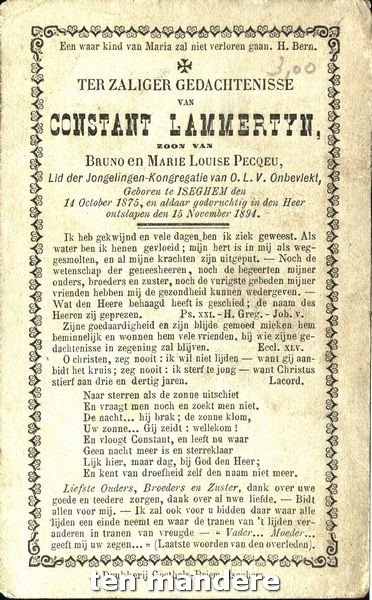 Een waar kind van Maria zal niet verloren gaan. H. Bern.
3,00
TER ZALIGER GEDACHTENISSE
VAN
CONSTANT LAMMERTYN,
ZOON VAN
BRUNO en MARIE LOUISE PECQEU,
Lid der Jongelingen-Kongregatie van O. L. V. Onbevlekt,
Geboren te ISEGHEM den
14 October 1875, en aldaar godvruchtig in den Heer
ontslapen den 15 November 1894.
Ik heb gekwijnd en vele dagen ben ik ziek geweest. Als
water ben ik henen gevloeid; mijn hert is in mij als weg-
gesmolten, en al mijne krachten zijn uitgeput. — Noch de
wetenschap der geneesheeren, noch de begeerten mijner
ouders, broeders en zuster, noch de vurigste gebeden mijner
vrienden hebben mij de gezondheid kunnen wedergeven. —
Wat den Heere behaagd heeft is geschied; de naam des
Heeren zij geprezen. Ps. XXI. - H. Greg. - Job. V.
Zijne goedaardigheid en zijn blijde gemoed mieken hem
beminnelijk en wonnen hem vele vrienden, bij wie zijne ge-
dachtenisse in zegening zal blijven. Eccl. XLV.
O christen, zeg nooit : ik wil niet lijden — want gij aan-
bidt het kruis; zeg nooit : ik sterf te jong — want Christus
stierf aan drie en dertig jaren. Lacord.
Naar sterren als de zonne uitschiet
En vraagt men noch en zoekt men niet.
De nacht... hij brak; de zonne klom,
Uw zonne... Gij zeidt : wellekom !
En vloogt Constant, en leeft nu waar
Geen nacht meer is en sterreklaar
Lijk hier, maar dag, bij God den Heer;
En kent van droefheid zelf den naam niet meer.
Liefste Ouders, Broeders en Zuster, dank over uwe
goede en teedere zorgen, dank over al uwe liefde. — Bidt
allen voor mij. — Ik zal ook voor u bidden daar waar alle
lijden een einde neemt en waar de tranen van 't lijden ver-
anderen in tranen van vreugde — « Vader... Moeder...
geeft mij uw zegen... » (Laatste woorden van den overleden).
ten mandere